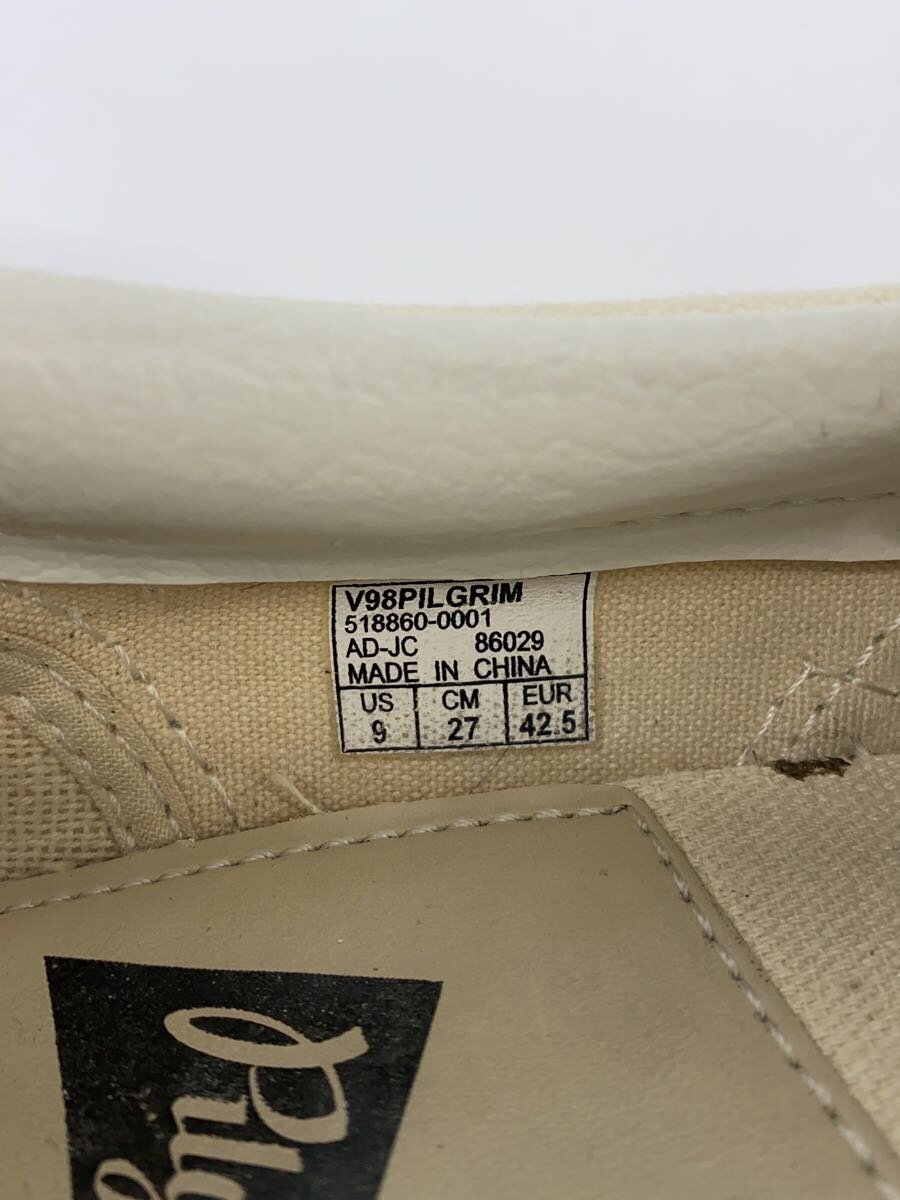 V98PILGRIM
518860-0001
AD-JC 86029
MADE IN CHINA
US CM EUR
9 27 42.5